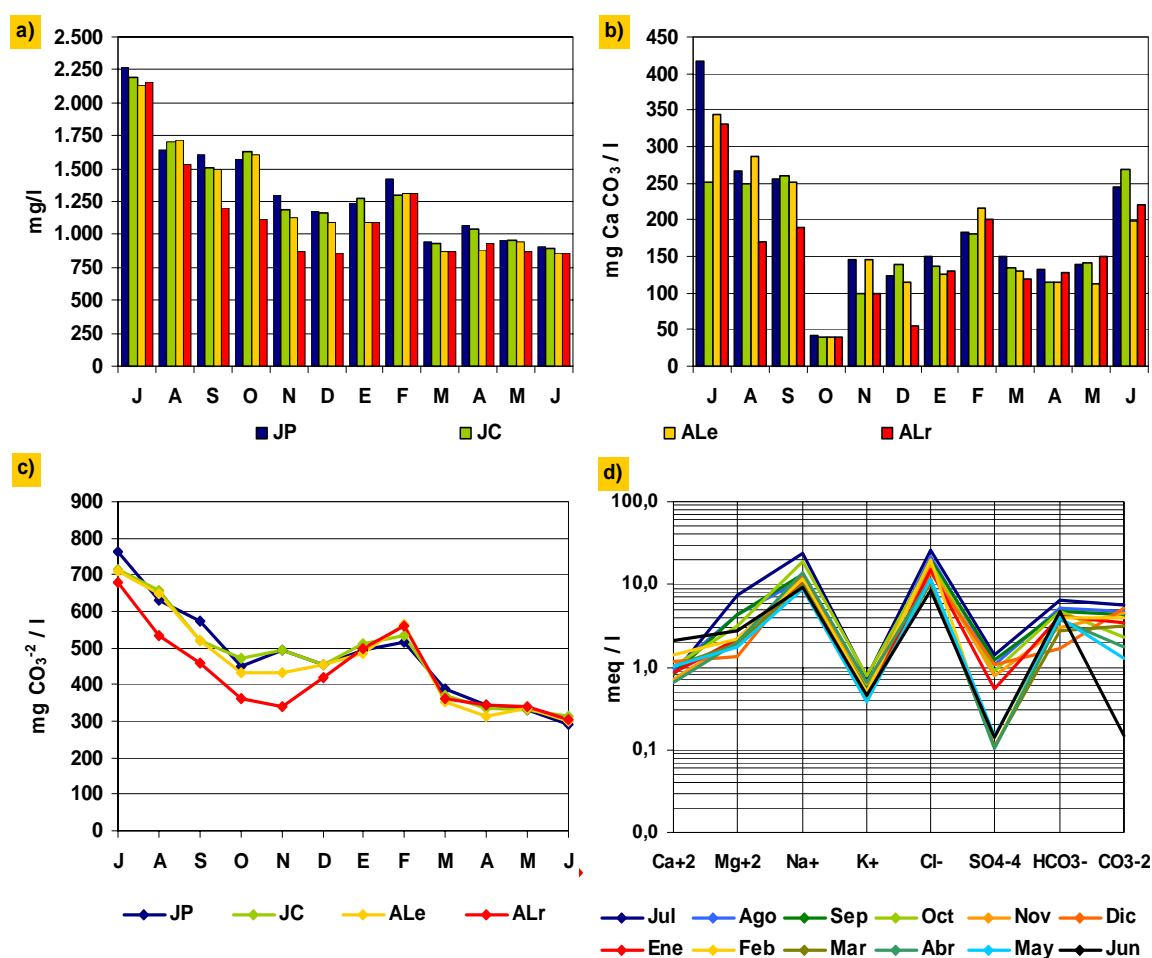 a)
2.500
2.250
2.000
1.750
1.500
1.250
1.000
750
500
250
0
mg/l
J A S O N D E F M A M J
b)
450
400
350
300
250
200
150
100
50
0
mg Ca CO₃ / l
J A S O N D E F M A M J
JP JC ALe ALr
c)
900
800
700
600
500
400
300
200
100
0
mg CO₃⁻² / l
J A S O N D E F M A M J
JP JC ALe ALr
d)
100,0
10,0
1,0
0,1
0,0
meq / l
Ca+2 Mg+2 Na+ K+ Cl- SO4-4 HCO3- CO3-2
Jul Ago Sep Oct Nov Dic
Ene Feb Mar Abr May Jun